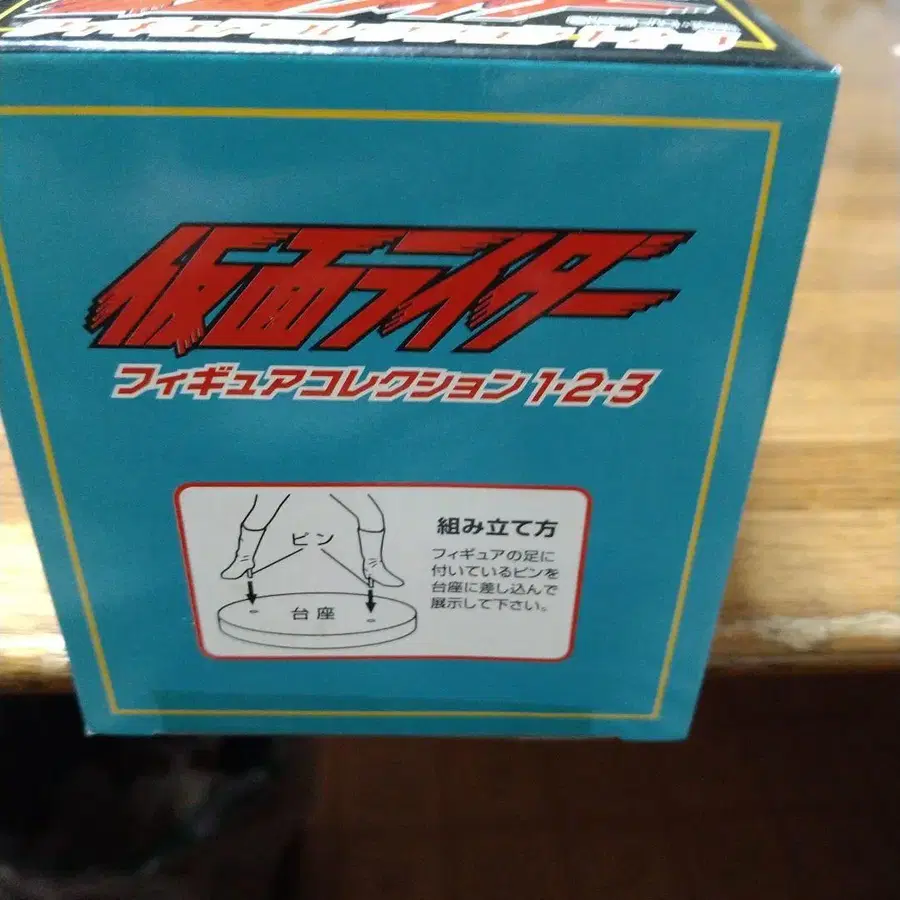 仮面ライダー
フィギュアコレクション1・2・3
ピン
台座
組み立て方
フィギュアの足に
付いているピンを
台座に差し込んで
展示して下さい。